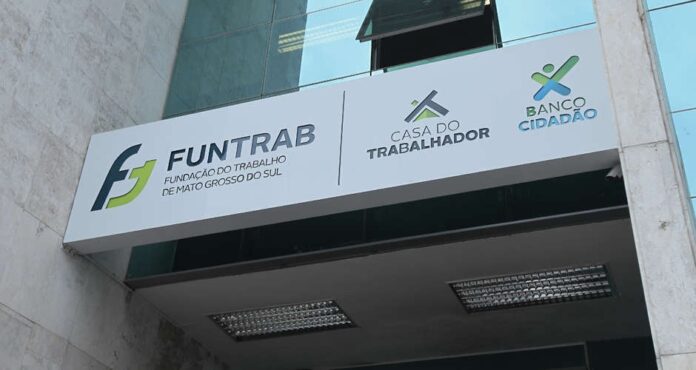 FUNTRAB
FUNDAÇÃO DO TRABALHO
DE MATO GROSSO DO SUL
CASA DO
TRABALHADOR
BANCO
CIDADÃO